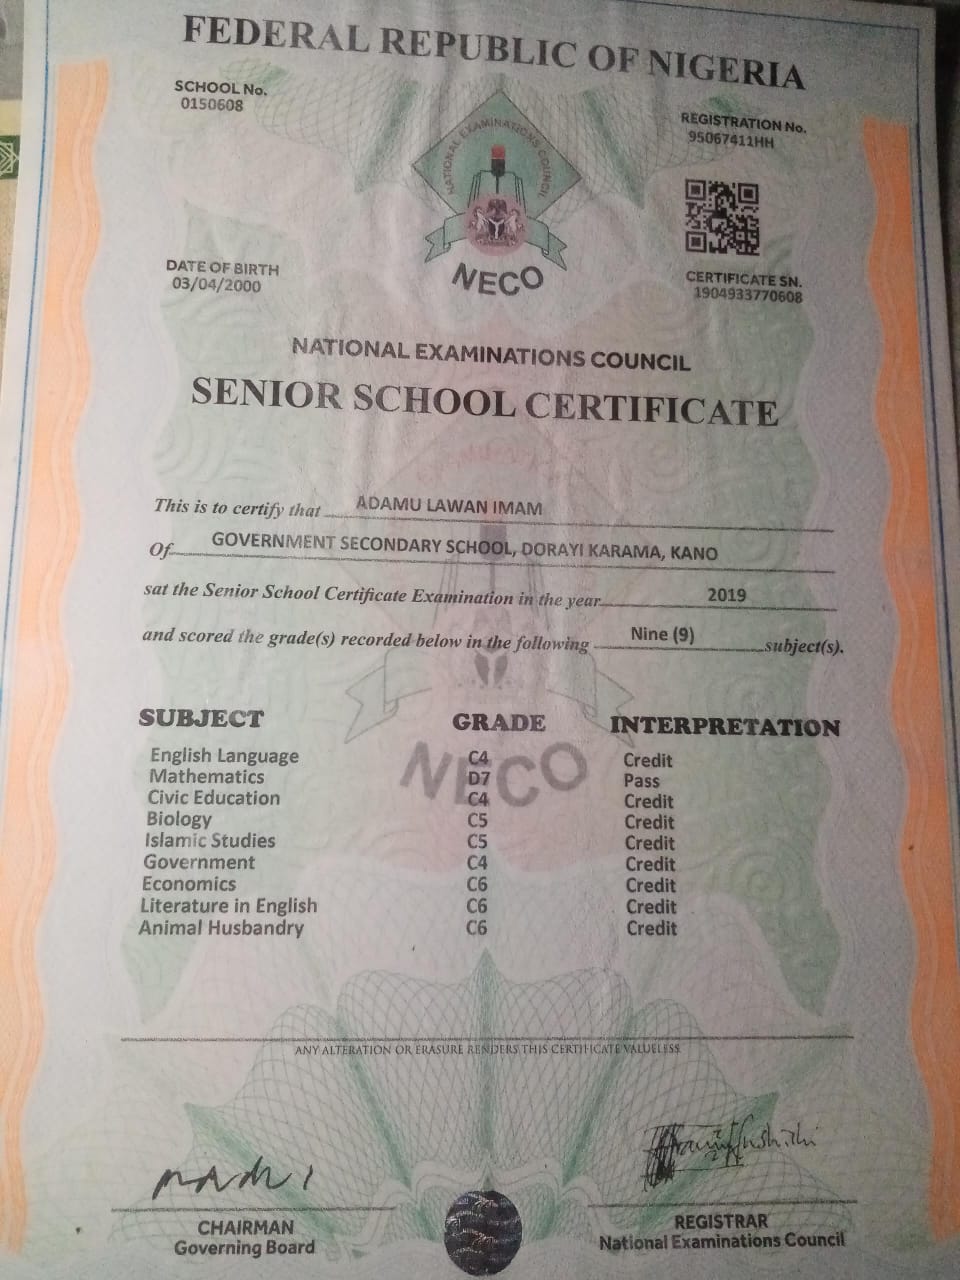 FEDERAL REPUBLIC OF NIGERIA
SCHOOL No.
0150608
REGISTRATION No.
95067411HH
NATIONAL EXAMINATIONS COUNCIL
NECO
DATE OF BIRTH
03/04/2000
CERTIFICATE SN.
1904933770608
NATIONAL EXAMINATIONS COUNCIL
SENIOR SCHOOL CERTIFICATE
This is to certify that ADAMU LAWAN IMAM
Of GOVERNMENT SECONDARY SCHOOL, DORAYI KARAMA, KANO
sat the Senior School Certificate Examination in the year 2019
and scored the grade(s) recorded below in the following Nine (9) subject(s).
SUBJECT GRADE INTERPRETATION
English Language C4 Credit
Mathematics D7 Pass
Civic Education C4 Credit
Biology C5 Credit
Islamic Studies C5 Credit
Government C4 Credit
Economics C6 Credit
Literature in English C6 Credit
Animal Husbandry C6 Credit
NECO
ANY ALTERATION OR ERASURE RENDERS THIS CERTIFICATE VALUELESS
CHAIRMAN
Governing Board
REGISTRAR
National Examinations Council